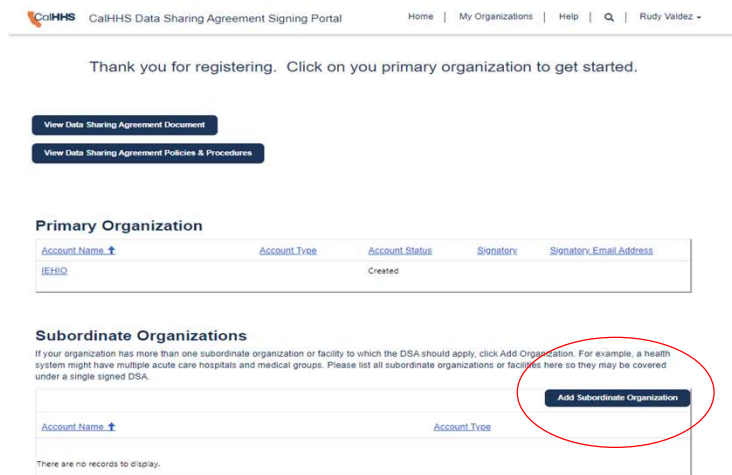 CalHHS CalHHS Data Sharing Agreement Signing Portal Home | My Organizations | Help | | Rudy Valdez
Thank you for registering. Click on you primary organization to get started.
View Data Sharing Agreement Document
View Data Sharing Agreement Policies & Procedures
Primary Organization
Account Name Account Type Account Status Signatory Signatory Email Address
IEHIO Created
Subordinate Organizations
If your organization has more than one subordinate organization or facility to which the DSA should apply, click Add Organization. For example, a health
system might have multiple acute care hospitals and medical groups. Please list all subordinate organizations or facilities here so they may be covered
under a single signed DSA.
Add Subordinate Organization
Account Name Account Type
There are no records to display.